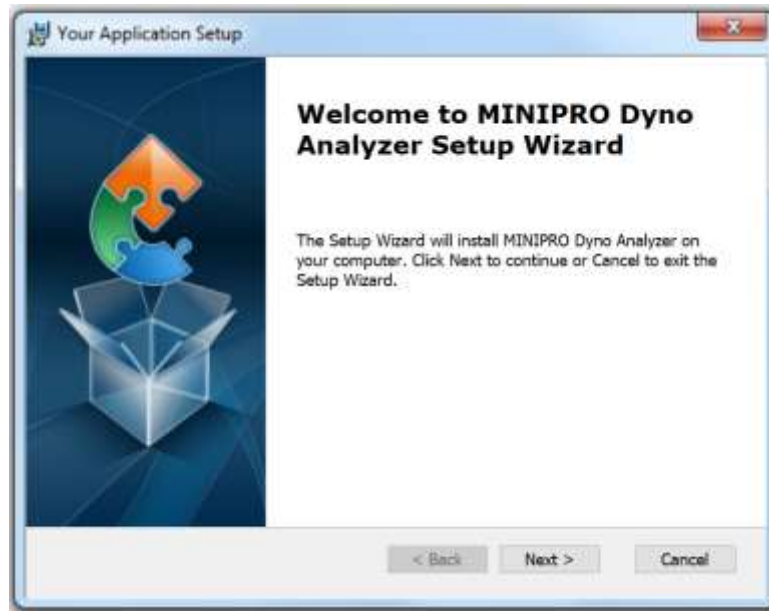 Your Application Setup
Welcome to MINIPRO Dyno
Analyzer Setup Wizard
The Setup Wizard will install MINIPRO Dyno Analyzer on
your computer. Click Next to continue or Cancel to exit the
Setup Wizard.
< Back Next > Cancel